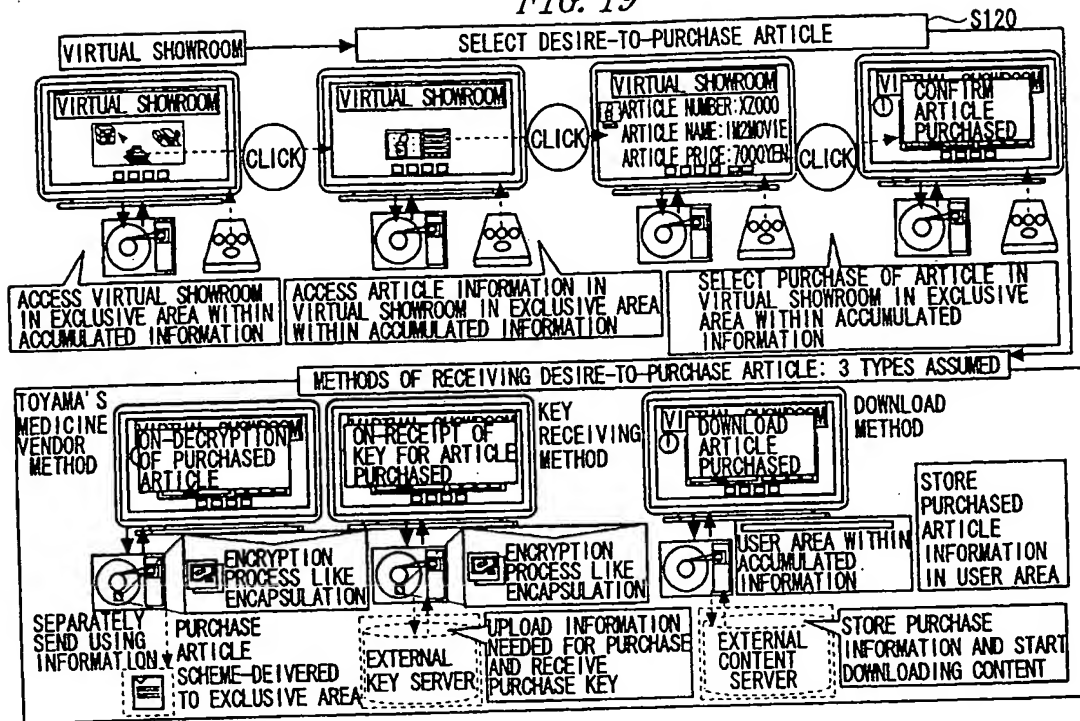 FIG. 19
S120
VIRTUAL SHOWROOM
SELECT DESIRE-TO-PURCHASE ARTICLE
VIRTUAL SHOWROOM
CLICK
VIRTUAL SHOWROOM
CLICK
VIRTUAL SHOWROOM
ARTICLE NUMBER:X2000
ARTICLE NAME:IM2MOVIE
ARTICLE PRICE:7000YEN
CLICK
CONFIRM
ARTICLE
PURCHASED
ACCESS VIRTUAL SHOWROOM
IN EXCLUSIVE AREA WITHIN
ACCUMULATED INFORMATION
ACCESS ARTICLE INFORMATION IN
VIRTUAL SHOWROOM IN EXCLUSIVE AREA
WITHIN ACCUMULATED INFORMATION
SELECT PURCHASE OF ARTICLE IN
VIRTUAL SHOWROOM IN EXCLUSIVE
AREA WITHIN ACCUMULATED
INFORMATION
METHODS OF RECEIVING DESIRE-TO-PURCHASE ARTICLE: 3 TYPES ASSUMED
TOYAMA'S
MEDICINE
VENDOR
METHOD
ON-DECRYPTION
OF PURCHASED
ARTICLE
ENCRYPTION
PROCESS LIKE
ENCAPSULATION
SEPARATELY
SEND USING
INFORMATION
PURCHASE
ARTICLE
SCHEME-DEIVERED
TO EXCLUSIVE AREA
KEY
RECEIVING
METHOD
ON-RECEIPT OF
KEY FOR ARTICLE
PURCHASED
ENCRYPTION
PROCESS LIKE
ENCAPSULATION
EXTERNAL
KEY SERVER
UPLOAD INFORMATION
NEEDED FOR PURCHASE
AND RECEIVE
PURCHASE KEY
DOWNLOAD
METHOD
DOWNLOAD
ARTICLE
PURCHASED
USER AREA WITHIN
ACCUMULATED
INFORMATION
STORE
PURCHASED
ARTICLE
INFORMATION
IN USER AREA
EXTERNAL
CONTENT
SERVER
STORE PURCHASE
INFORMATION AND START
DOWNLOADING CONTENT